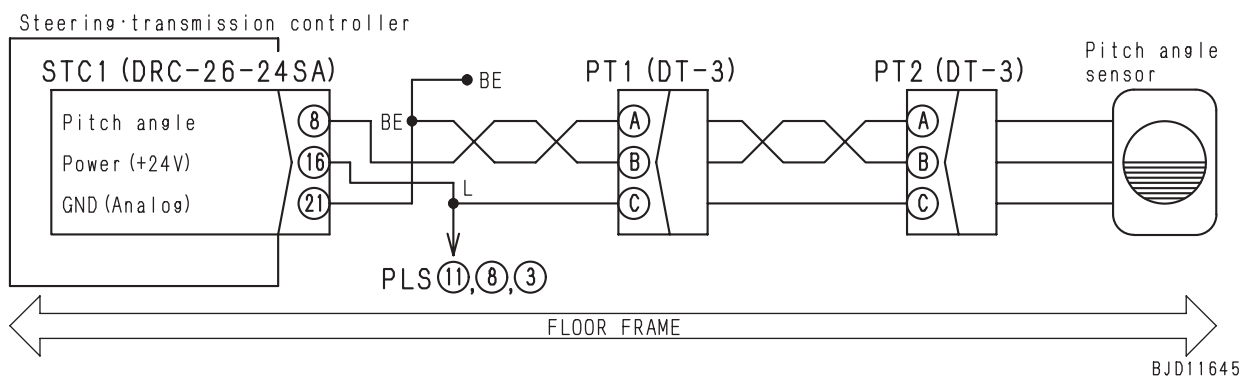 Steering·transmission controller
STC1 (DRC-26-24SA)
PT1 (DT-3)
PT2 (DT-3)
Pitch angle
sensor
BE
Pitch angle
8
BE
A
A
Power (+24V)
16
B
B
L
GND (Analog)
21
C
C
PLS 11, 8, 3
FLOOR FRAME
BJD11645